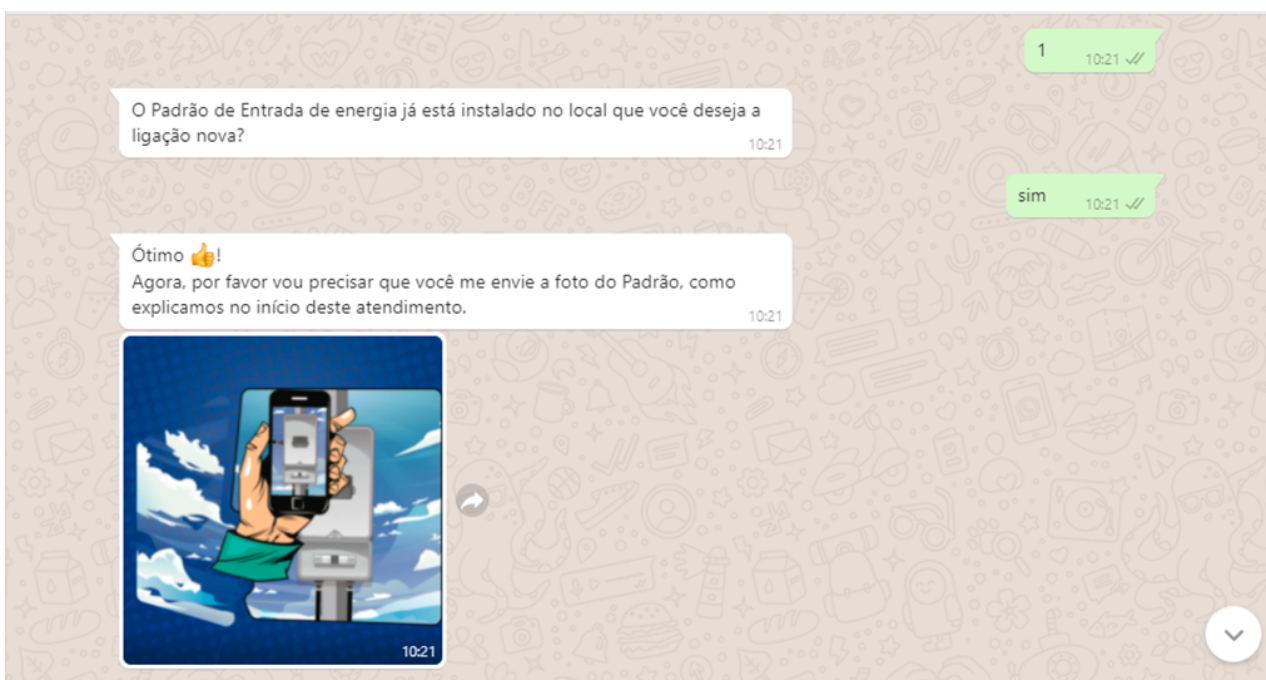 1
10:21
O Padrão de Entrada de energia já está instalado no local que você deseja a
ligação nova?
10:21
sim
10:21
Ótimo 👍!
Agora, por favor vou precisar que você me envie a foto do Padrão, como
explicamos no início deste atendimento.
10:21
10:21